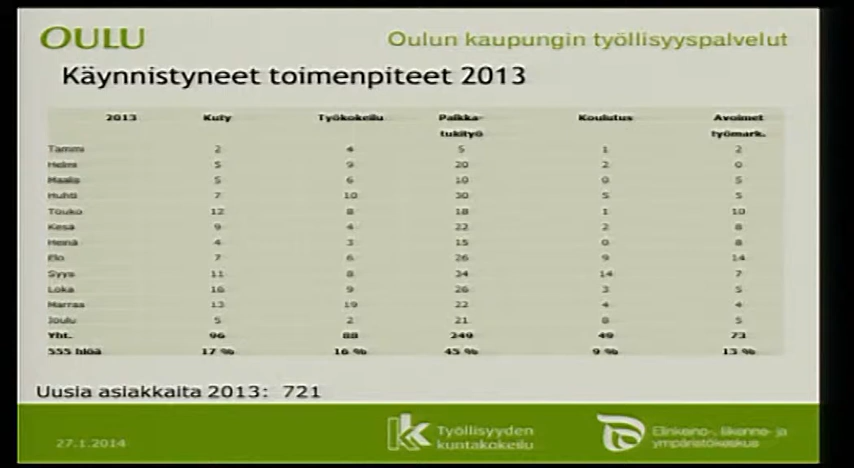 OULU Oulun kaupungin työllisyyspalvelut
Käynnistyneet toimenpiteet 2013
2013 Kuty Työkokeilu Palkka- Koulutus Avoimet
tukityö työmark.
Tammi 2 4 5 1 2
Helmi 5 9 20 2 0
Maalis 5 6 10 0 5
Huhti 7 10 30 5 5
Touko 12 8 18 1 10
Kesä 9 4 22 2 8
Heinä 4 3 15 0 8
Elo 7 6 26 9 14
Syys 11 8 34 14 7
Loka 16 9 26 3 5
Marras 13 19 22 4 4
Joulu 5 2 21 8 5
Yht. 96 88 249 49 73
555 hlöä 17 % 16 % 45 % 9 % 13 %
Uusia asiakkaita 2013: 721
27.1.2014
Työllisyyden
kuntakokeilu
Elinkeino-, liikenne- ja
ympäristökeskus